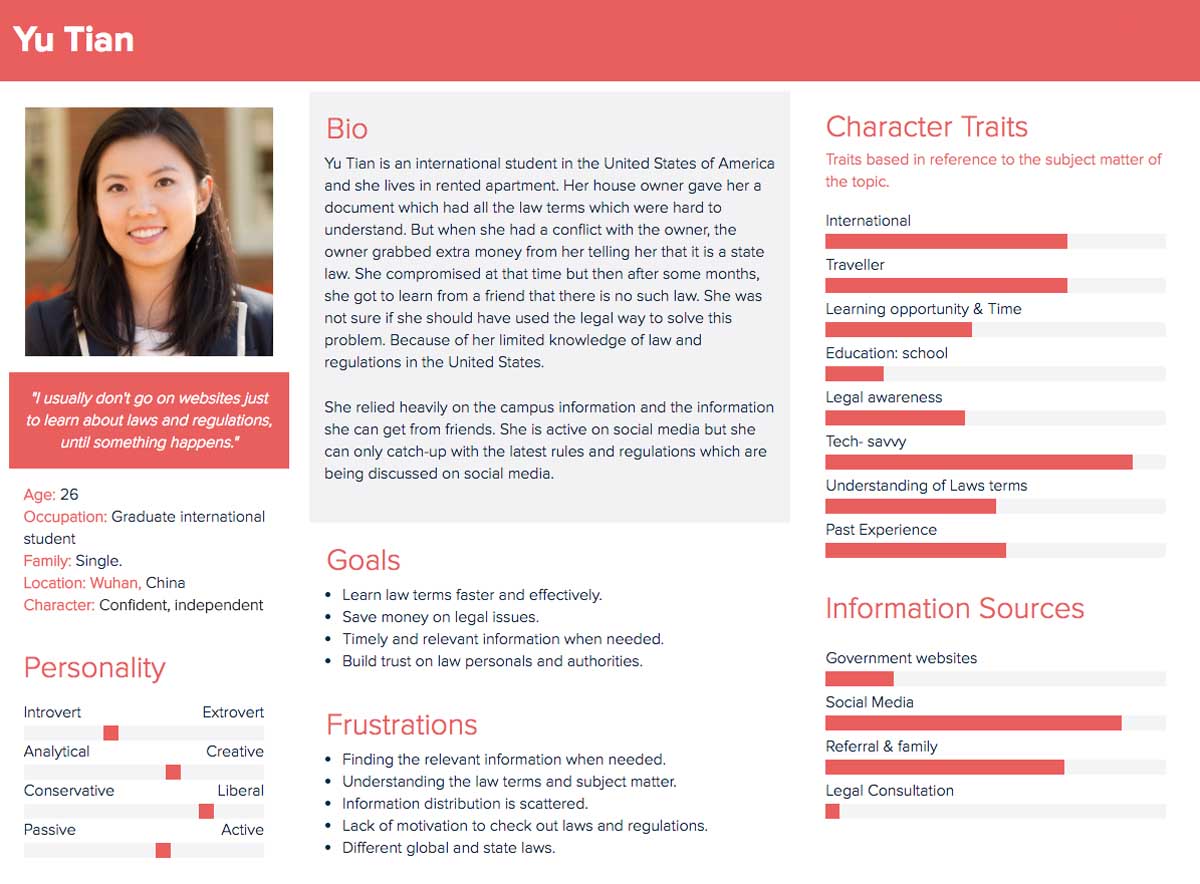 Yu Tian
"I usually don't go on websites just
to learn about laws and regulations,
until something happens."
Age: 26
Occupation: Graduate international
student
Family: Single.
Location: Wuhan, China
Character: Confident, independent
Personality
Introvert Extrovert
Analytical Creative
Conservative Liberal
Passive Active
Bio
Yu Tian is an international student in the United States of America
and she lives in rented apartment. Her house owner gave her a
document which had all the law terms which were hard to
understand. But when she had a conflict with the owner, the
owner grabbed extra money from her telling her that it is a state
law. She compromised at that time but then after some months,
she got to learn from a friend that there is no such law. She was
not sure if she should have used the legal way to solve this
problem. Because of her limited knowledge of law and
regulations in the United States.
She relied heavily on the campus information and the information
she can get from friends. She is active on social media but she
can only catch-up with the latest rules and regulations which are
being discussed on social media.
Goals
• Learn law terms faster and effectively.
• Save money on legal issues.
• Timely and relevant information when needed.
• Build trust on law personals and authorities.
Frustrations
• Finding the relevant information when needed.
• Understanding the law terms and subject matter.
• Information distribution is scattered.
• Lack of motivation to check out laws and regulations.
• Different global and state laws.
Character Traits
Traits based in reference to the subject matter of
the topic.
International
Traveller
Learning opportunity & Time
Education: school
Legal awareness
Tech- savvy
Understanding of Laws terms
Past Experience
Information Sources
Government websites
Social Media
Referral & family
Legal Consultation